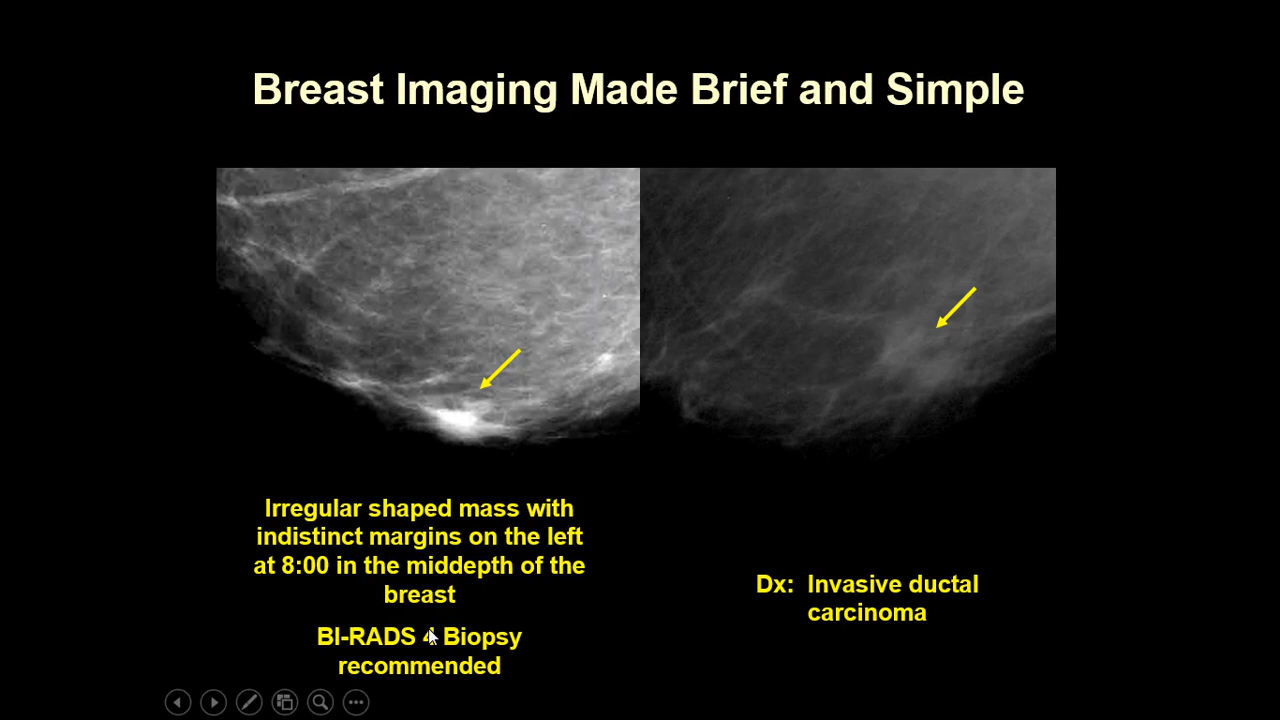 Breast Imaging Made Brief and Simple
Irregular shaped mass with
indistinct margins on the left
at 8:00 in the middepth of the
breast
BI-RADS 4 Biopsy
recommended
Dx: Invasive ductal
carcinoma